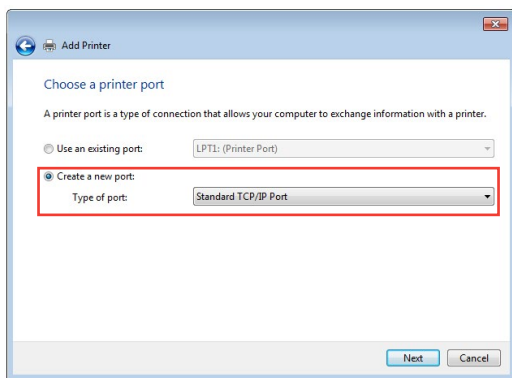 Add Printer
Choose a printer port
A printer port is a type of connection that allows your computer to exchange information with a printer.
Use an existing port: LPT1: (Printer Port)
Create a new port:
Type of port: Standard TCP/IP Port
Next Cancel